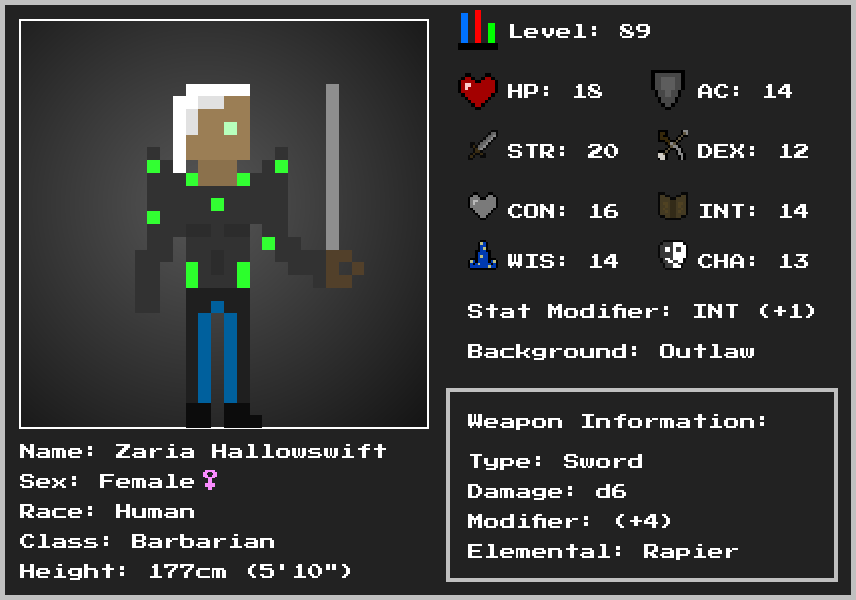 Level: 89
HP: 18 AC: 14
STR: 20 DEX: 12
CON: 16 INT: 14
WIS: 14 CHA: 13
Stat Modifier: INT (+1)
Background: Outlaw
Weapon Information:
Type: Sword
Damage: d6
Modifier: (+4)
Elemental: Rapier
Name: Zaria Hallowswift
Sex: Female♀
Race: Human
Class: Barbarian
Height: 177cm (5'10")